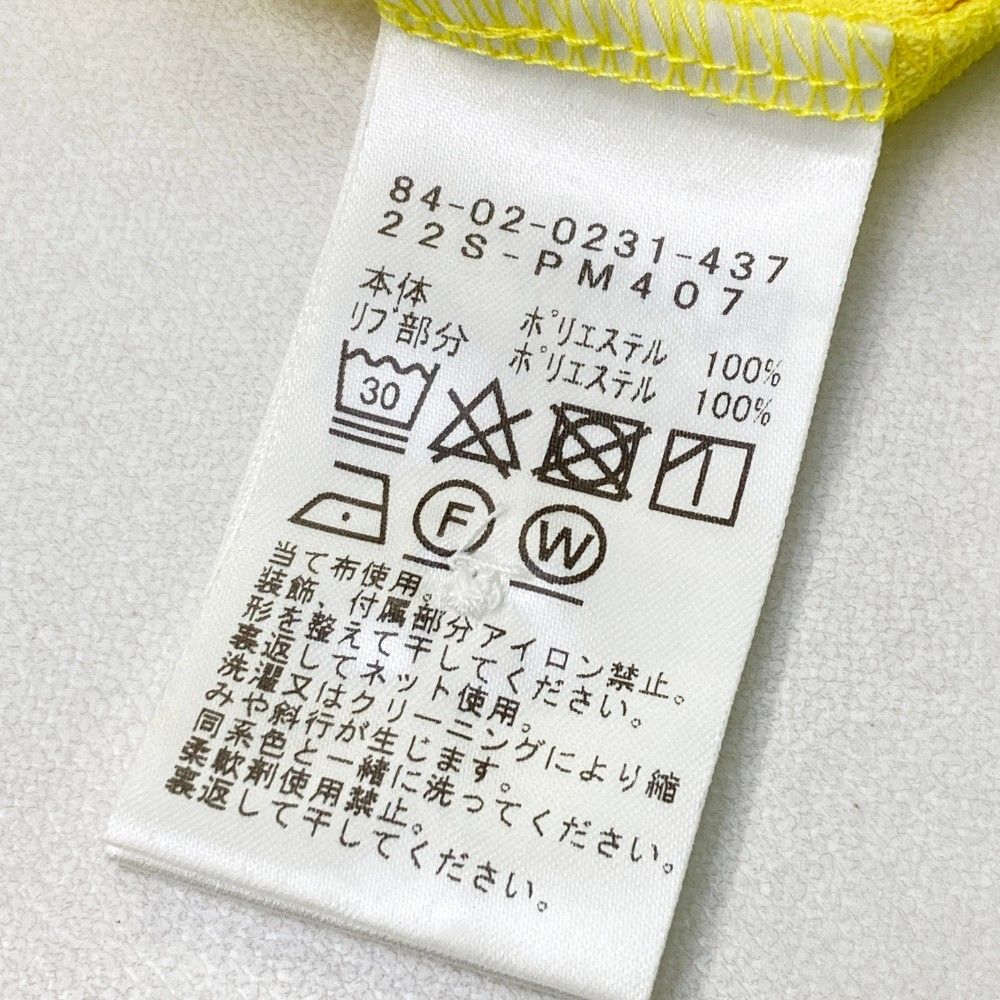 84-02-0231-437
22S-PM407
本体 ポリエステル 100%
リブ部分 ポリエステル 100%
30
F W
当て布使用。
装飾、付属部分アイロン禁止。
形を整えて干してください。
裏返してネット使用。
洗濯又はクリーニングにより縮
みや斜行が生じます。
同系色と一緒に洗ってください。
柔軟剤使用禁止。
裏返して干してください。